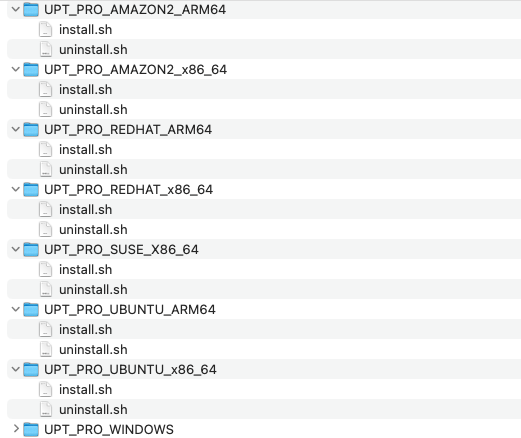 UPT_PRO_AMAZON2_ARM64
install.sh
uninstall.sh
UPT_PRO_AMAZON2_x86_64
install.sh
uninstall.sh
UPT_PRO_REDHAT_ARM64
install.sh
uninstall.sh
UPT_PRO_REDHAT_x86_64
install.sh
uninstall.sh
UPT_PRO_SUSE_X86_64
install.sh
uninstall.sh
UPT_PRO_UBUNTU_ARM64
install.sh
uninstall.sh
UPT_PRO_UBUNTU_x86_64
install.sh
uninstall.sh
UPT_PRO_WINDOWS